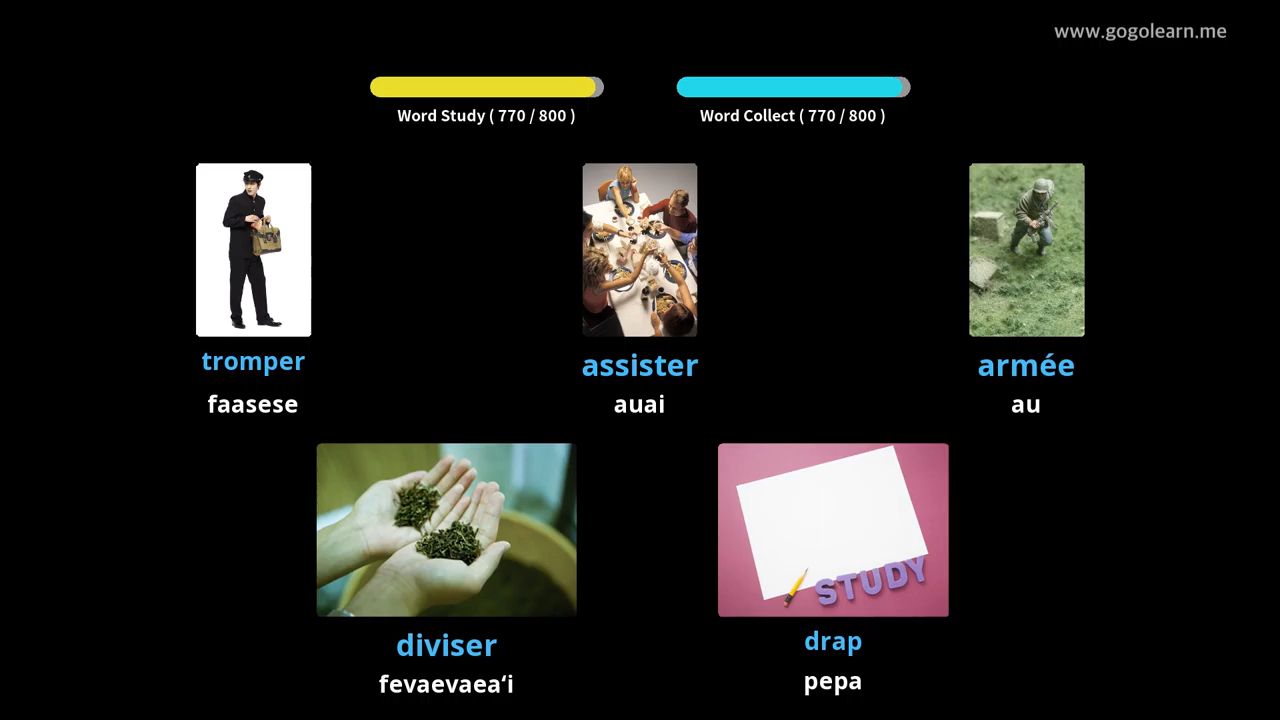 www.gogolearn.me
Word Study ( 770 / 800 )
Word Collect ( 770 / 800 )
tromper
faasese
assister
auai
armée
au
STUDY
diviser
fevaevaea‘i
drap
pepa